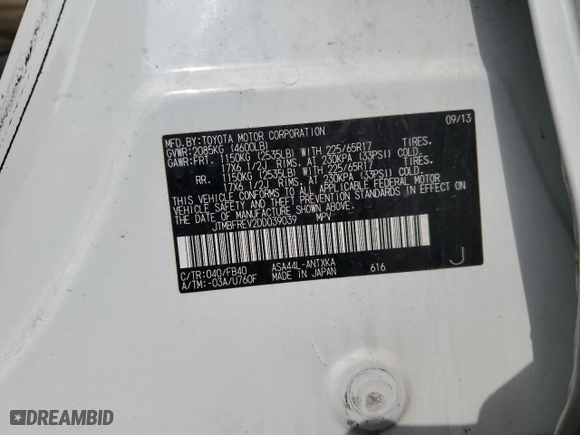 MFD.BY:TOYOTA MOTOR CORPORATION 09/13
GVWR:2085KG (4600LB)
GAWR:FRT. 1150KG (2535LB) WITH 225/65R17 TIRES.
17X6 1/2J RIMS, AT 230KPA (33PSI) COLD.
RR. 1150KG (2535LB) WITH 225/65R17 TIRES.
17X6 1/2J RIMS, AT 230KPA (33PSI) COLD.
THIS VEHICLE CONFORMS TO ALL APPLICABLE FEDERAL MOTOR
VEHICLE SAFETY AND THEFT PREVENTION STANDARDS IN EFFECT ON
THE DATE OF MANUFACTURE SHOWN ABOVE.
JTMBFREV2DD039039 MPV
C/TR:040/FB40 ASA44L-ANTXKA
A/TM:-03A/U760F MADE IN JAPAN 616 J
DREAMBID